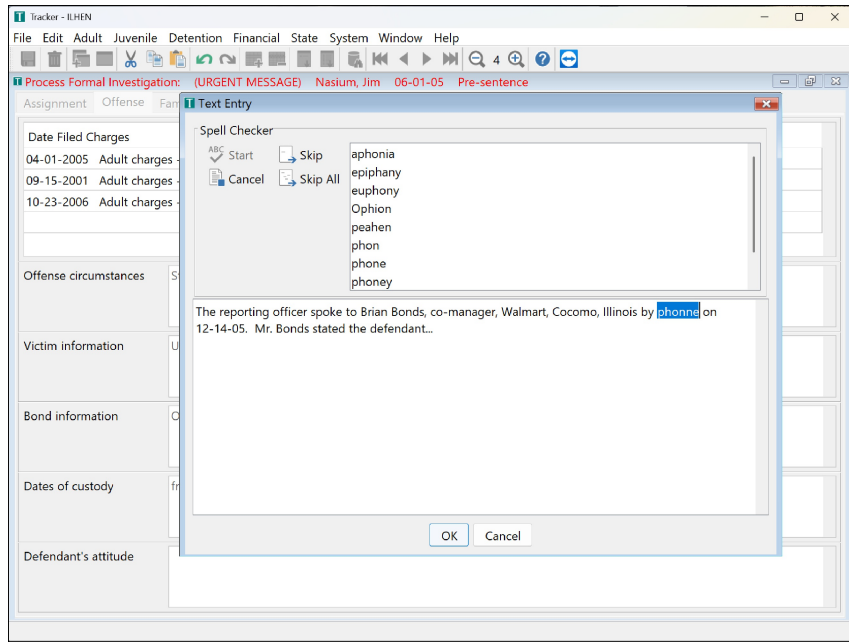 Tracker - ILHEN
File Edit Adult Juvenile Detention Financial State System Window Help
4
Process Formal Investigation: (URGENT MESSAGE) Nasium, Jim 06-01-05 Pre-sentence
Assignment Offense Fam
Text Entry
Date Filed Charges
04-01-2005 Adult charges -
09-15-2001 Adult charges -
10-23-2006 Adult charges -
Spell Checker
ABC Start Skip
Cancel Skip All
aphonia
epiphany
euphony
Ophion
peahen
phon
phone
phoney
Offense circumstances
The reporting officer spoke to Brian Bonds, co-manager, Walmart, Cocomo, Illinois by phonne on
12-14-05. Mr. Bonds stated the defendant...
Victim information U
Bond information O
Dates of custody fr
OK Cancel
Defendant's attitude